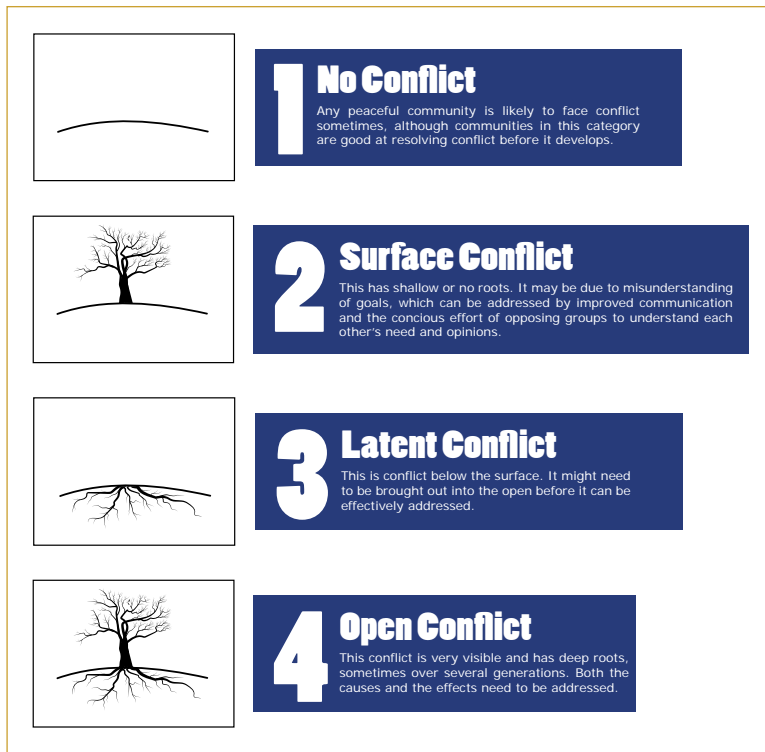 1 No Conflict
Any peaceful community is likely to face conflict
sometimes, although communities in this category
are good at resolving conflict before it develops.
2 Surface Conflict
This has shallow or no roots. It may be due to misunderstanding
of goals, which can be addressed by improved communication
and the concious effort of opposing groups to understand each
other's need and opinions.
3 Latent Conflict
This is conflict below the surface. It might need
to be brought out into the open before it can be
effectively addressed.
4 Open Conflict
This conflict is very visible and has deep roots,
sometimes over several generations. Both the
causes and the effects need to be addressed.